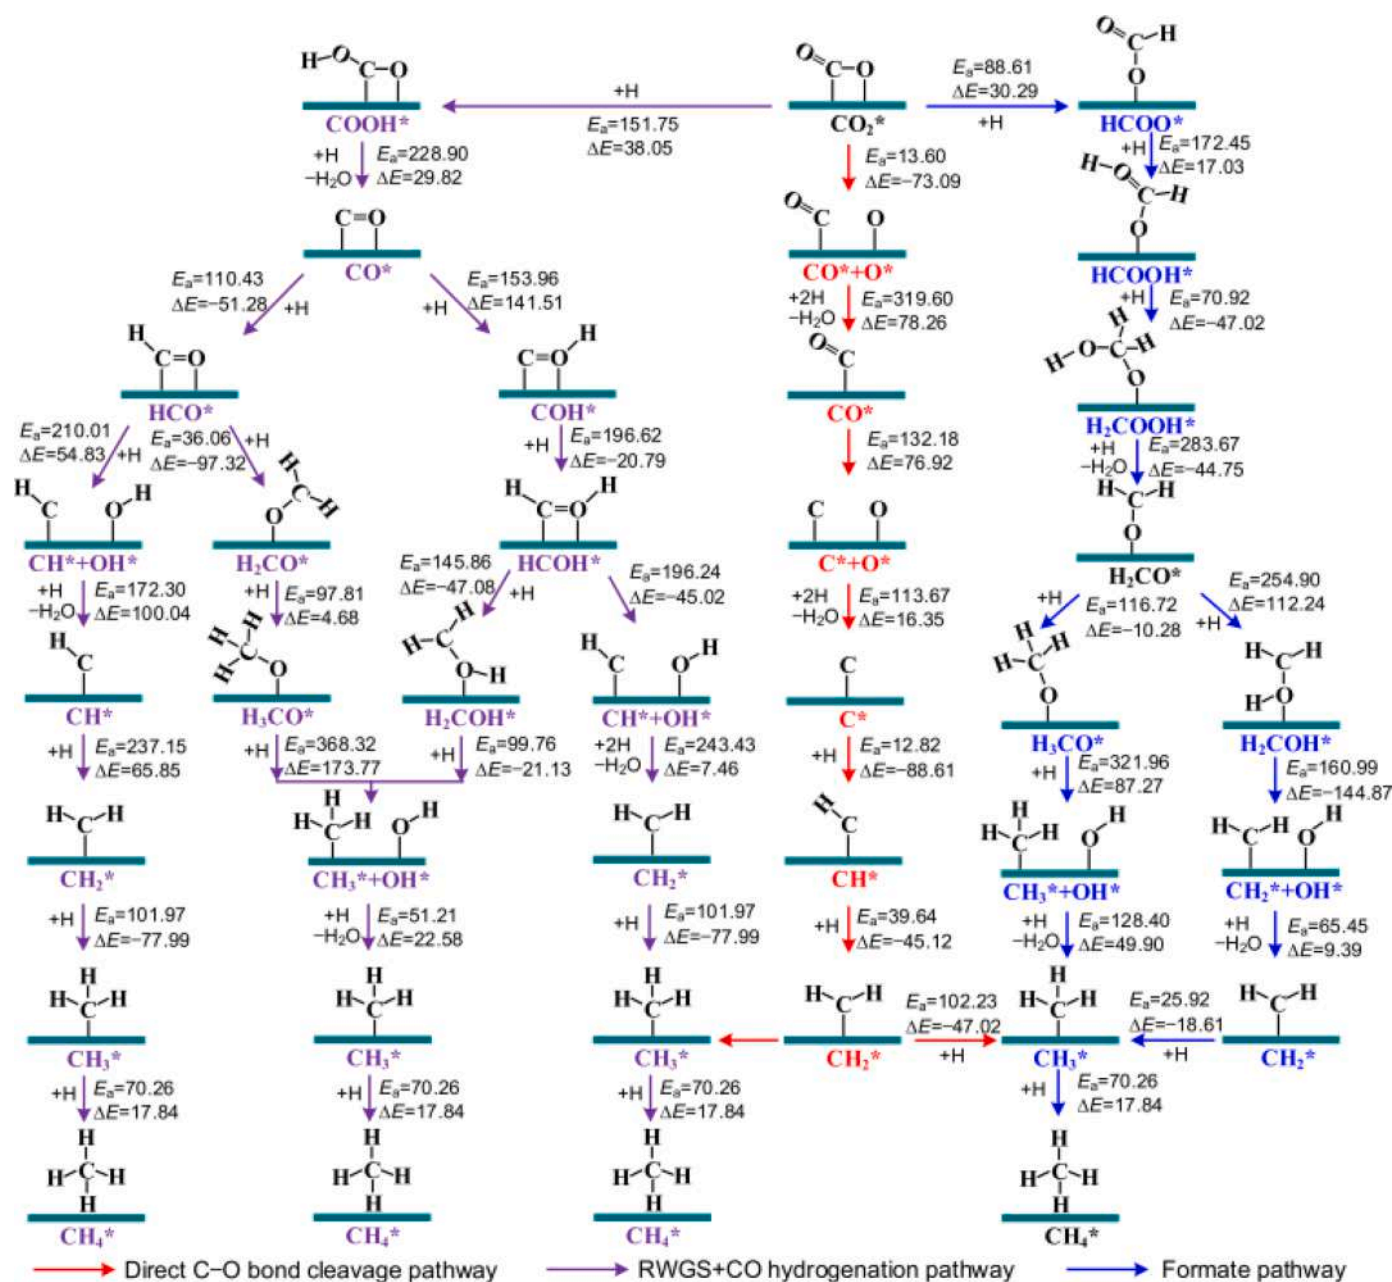 H O C O
+H
O C O
Eₐ=88.61
ΔE=30.29
+H
O C H
O
COOH*
Eₐ=151.75
ΔE=38.05
CO₂*
HCOO*
+H
−H₂O
Eₐ=228.90
ΔE=29.82
Eₐ=13.60
ΔE=−73.09
+H
Eₐ=172.45
ΔE=17.03
C=O
O C O
H O C H
O
CO*
CO*+O*
HCOOH*
Eₐ=110.43
ΔE=−51.28
+H
+H
Eₐ=153.96
ΔE=141.51
+2H
−H₂O
Eₐ=319.60
ΔE=78.26
+H
Eₐ=70.92
ΔE=−47.02
H
C=O
H
C=O
O C
H
H−O−C H
O
HCO*
COH*
CO*
H₂COOH*
Eₐ=210.01
ΔE=54.83
+H
Eₐ=36.06
ΔE=−97.32
+H
+H
Eₐ=196.62
ΔE=−20.79
Eₐ=132.18
ΔE=76.92
+H
−H₂O
Eₐ=283.67
ΔE=−44.75
H C O H
H C H
O
H C=O H
C O
H C H
O
CH*+OH*
H₂CO*
HCOH*
C*+O*
H₂CO*
+H
−H₂O
Eₐ=172.30
ΔE=100.04
+H
Eₐ=97.81
ΔE=4.68
Eₐ=145.86
ΔE=−47.08
+H
Eₐ=196.24
ΔE=−45.02
+2H
−H₂O
Eₐ=113.67
ΔE=16.35
+H
Eₐ=116.72
ΔE=−10.28
+H
Eₐ=254.90
ΔE=112.24
H C
H H C H O
H C H O−H
H C O H
C
H C H H O
H C H
H O
CH*
H₃CO*
H₂COH*
CH*+OH*
C*
H₃CO*
H₂COH*
+H
Eₐ=237.15
ΔE=65.85
+H
Eₐ=368.32
ΔE=173.77
+H
Eₐ=99.76
ΔE=−21.13
+2H
−H₂O
Eₐ=243.43
ΔE=7.46
+H
Eₐ=12.82
ΔE=−88.61
+H
Eₐ=321.96
ΔE=87.27
Eₐ=160.99
ΔE=−144.87
H C H
H
H C H O H
H C H
H C
H
H C H O H
H C H O H
CH₂*
CH₃*+OH*
CH₂*
CH*
CH₃*+OH*
CH₂*+OH*
+H
Eₐ=101.97
ΔE=−77.99
+H
−H₂O
Eₐ=51.21
ΔE=22.58
+H
Eₐ=101.97
ΔE=−77.99
+H
Eₐ=39.64
ΔE=−45.12
+H
−H₂O
Eₐ=128.40
ΔE=49.90
+H
−H₂O
Eₐ=65.45
ΔE=9.39
H
H C H
H
H C H
H
H C H
H C H
Eₐ=102.23
ΔE=−47.02
+H
H
H C H
Eₐ=25.92
ΔE=−18.61
+H
H C H
CH₃*
CH₃*
CH₃*
CH₂*
CH₃*
CH₂*
+H
Eₐ=70.26
ΔE=17.84
+H
Eₐ=70.26
ΔE=17.84
+H
Eₐ=70.26
ΔE=17.84
+H
Eₐ=70.26
ΔE=17.84
H
H C H
H
H
H C H
H
H
H C H
H
H
H C H
H
CH₄*
CH₄*
CH₄*
CH₄*
Direct C−O bond cleavage pathway
RWGS+CO hydrogenation pathway
Formate pathway